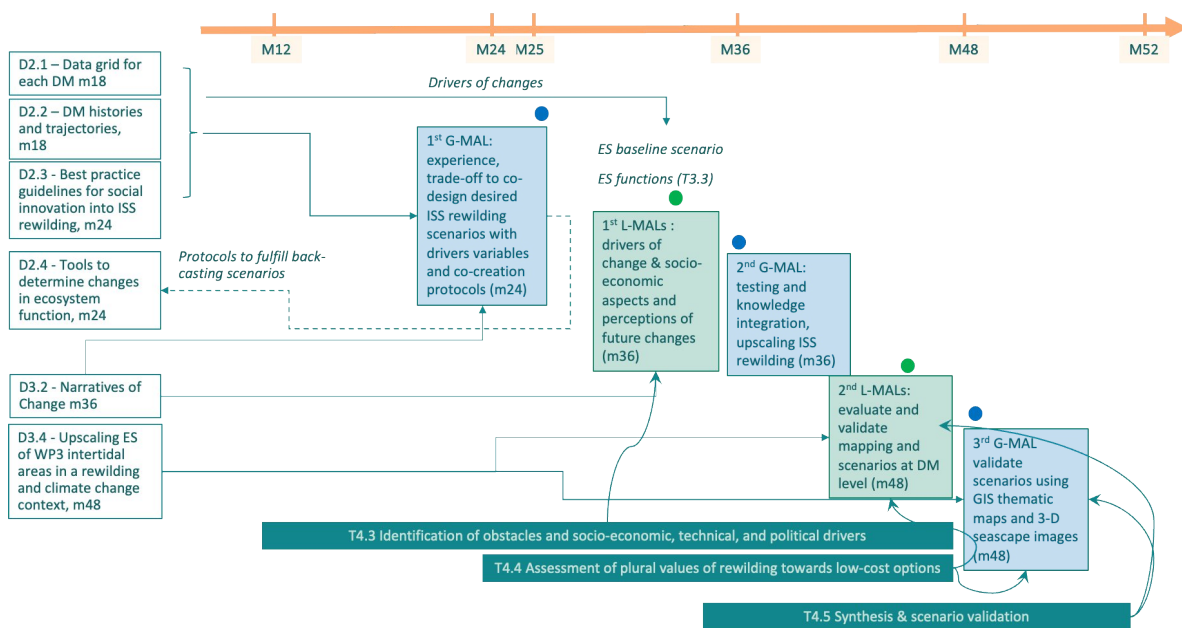 M12
M24
M25
M36
M48
M52
D2.1 – Data grid for
each DM m18
D2.2 – DM histories
and trajectories,
m18
D2.3 - Best practice
guidelines for social
innovation into ISS
rewilding, m24
D2.4 - Tools to
determine changes
in ecosystem
function, m24
D3.2 - Narratives of
Change m36
D3.4 - Upscaling ES
of WP3 intertidal
areas in a rewilding
and climate change
context, m48
Drivers of changes
Protocols to fulfill back-
casting scenarios
1st G-MAL:
experience,
trade-off to co-
design desired
ISS rewilding
scenarios with
drivers variables
and co-creation
protocols (m24)
ES baseline scenario
ES functions (T3.3)
1st L-MALs :
drivers of
change & socio-
economic
aspects and
perceptions of
future changes
(m36)
2nd G-MAL:
testing and
knowledge
integration,
upscaling ISS
rewilding (m36)
2nd L-MALs:
evaluate and
validate
mapping and
scenarios at DM
level (m48)
3rd G-MAL
validate
scenarios using
GIS thematic
maps and 3-D
seascape images
(m48)
T4.3 Identification of obstacles and socio-economic, technical, and political drivers
T4.4 Assessment of plural values of rewilding towards low-cost options
T4.5 Synthesis & scenario validation